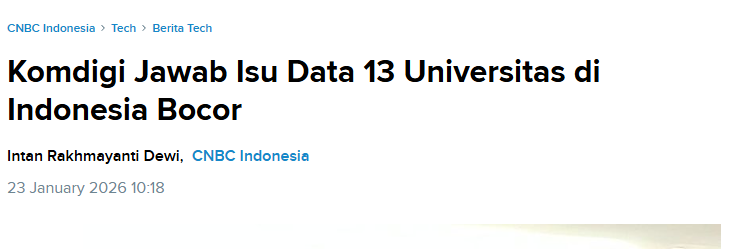 CNBC Indonesia > Tech > Berita Tech
Komdigi Jawab Isu Data 13 Universitas di
Indonesia Bocor
Intan Rakhmayanti Dewi, CNBC Indonesia
23 January 2026 10:18